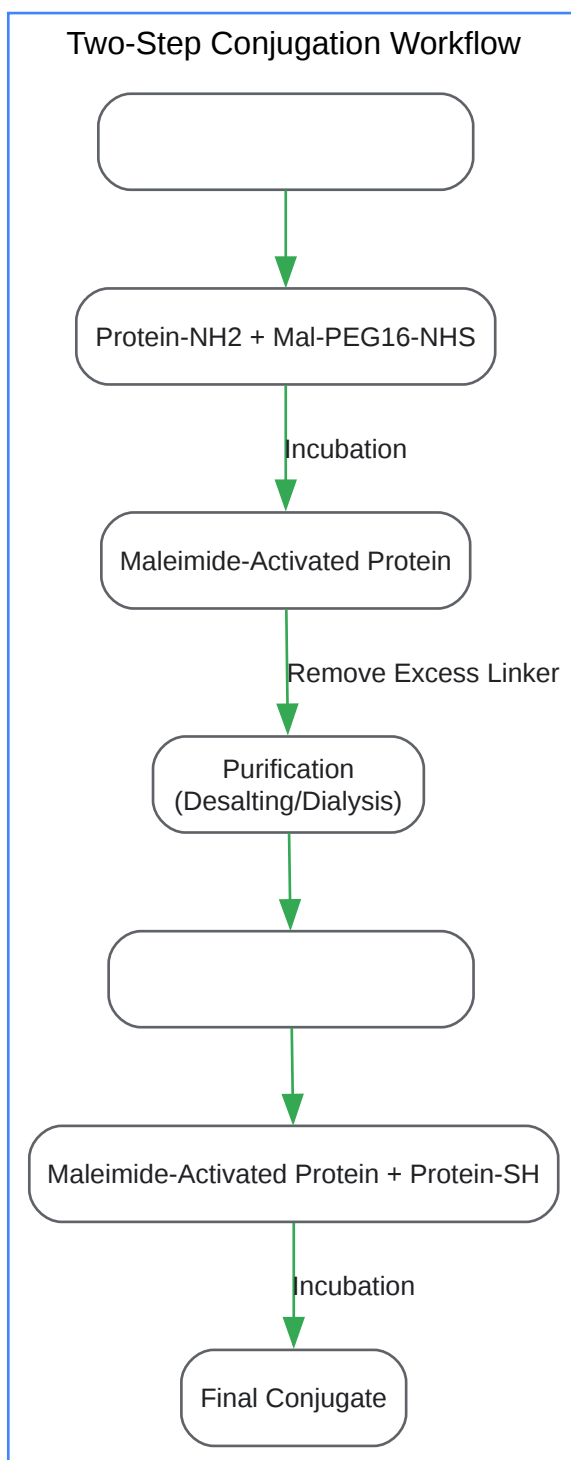 Two-Step Conjugation Workflow
Protein-NH2 + Mal-PEG16-NHS
Incubation
Maleimide-Activated Protein
Remove Excess Linker
Purification
(Desalting/Dialysis)
Maleimide-Activated Protein + Protein-SH
Incubation
Final Conjugate